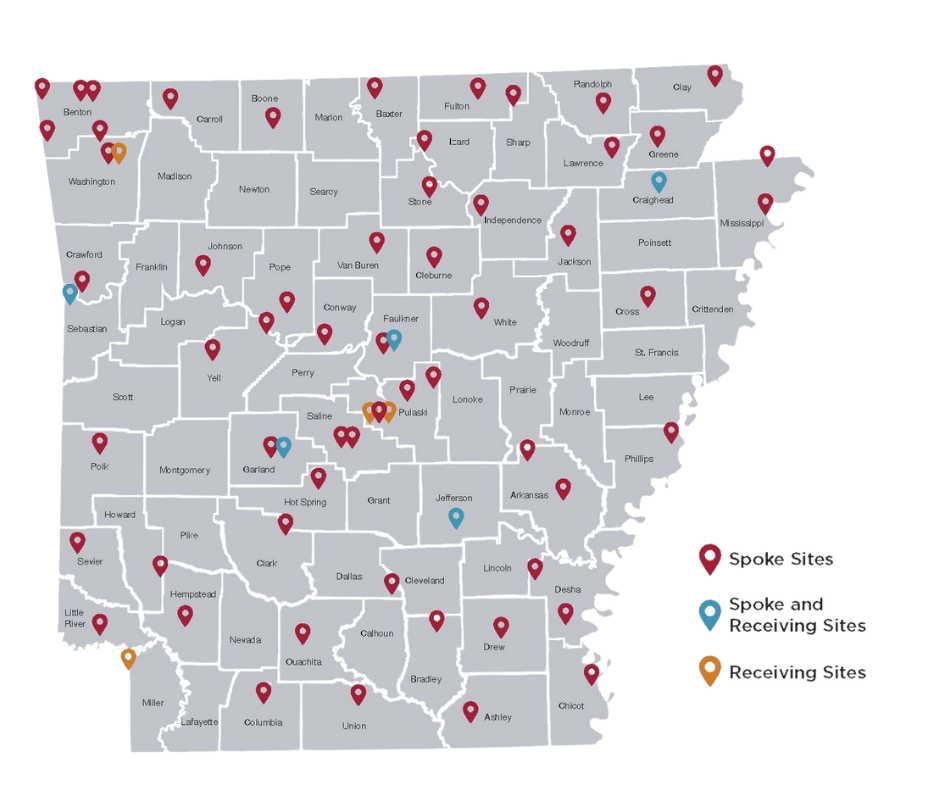 Benton
Carroll
Boone
Marion
Baxter
Fulton
Randolph
Clay
Izard
Sharp
Lawrence
Greene
Washington
Madison
Newton
Searcy
Stone
Independence
Craighead
Mississippi
Crawford
Franklin
Johnson
Pope
Van Buren
Cleburne
Jackson
Poinsett
Sebastian
Logan
Conway
Faulkner
White
Woodruff
Cross
Crittenden
St. Francis
Scott
Yell
Perry
Saline
Pulaski
Lonoke
Prairie
Monroe
Lee
Phillips
Polk
Montgomery
Garland
Hot Spring
Grant
Jefferson
Arkansas
Howard
Pike
Clark
Dallas
Cleveland
Lincoln
Desha
Sevier
Little
River
Hempstead
Nevada
Ouachita
Calhoun
Bradley
Drew
Miller
Lafayette
Columbia
Union
Ashley
Chicot
Spoke Sites
Spoke and
Receiving Sites
Receiving Sites